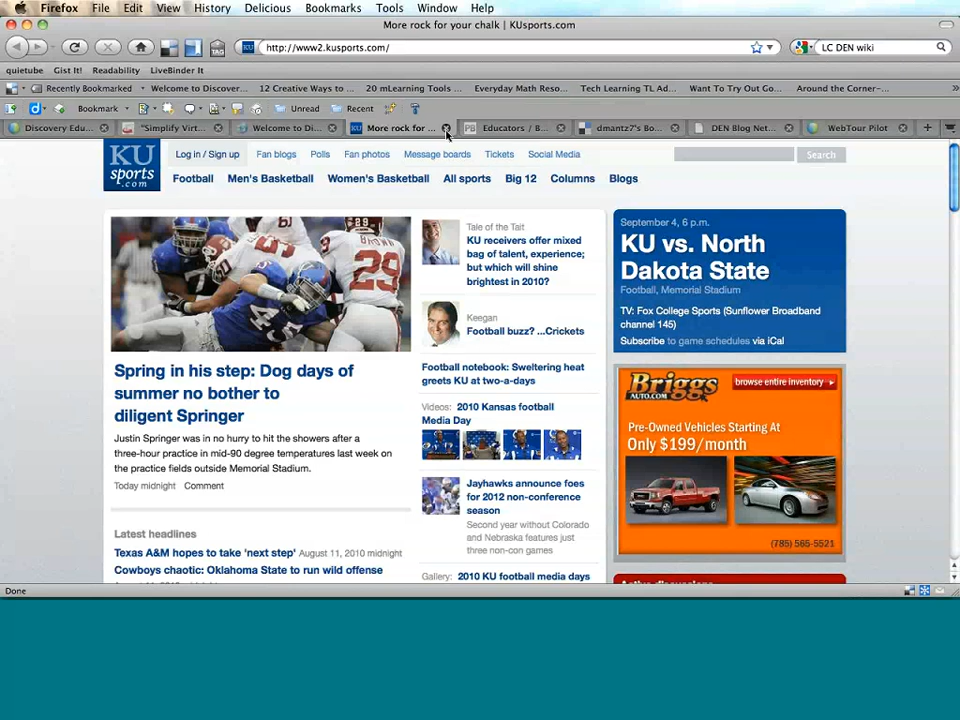 Firefox File Edit View History Delicious Bookmarks Tools Window Help
More rock for your chalk | KUsports.com
http://www2.kusports.com/
LC DEN wiki
TAG
quietube Gist It! Readability LiveBinder It
Recently Bookmarked Welcome to Discover... 12 Creative Ways to ... 20 mLearning Tools ... Everyday Math Reso... Tech Learning TL Ad... Want To Try Out Go... Around the Corner-... »
Bookmark Unread Recent
Discovery Edu... "Simplify Virt... Welcome to Di... KU More rock for ... PB Educators / B... dmantz7's Bo... DEN Blog Net... WebTour Pilot
KU sports .com
Log in / Sign up Fan blogs Polls Fan photos Message boards Tickets Social Media
Search
Football Men's Basketball Women's Basketball All sports Big 12 Columns Blogs
BROWN
29
Spring in his step: Dog days of
summer no bother to
diligent Springer
Justin Springer was in no hurry to hit the showers after a
three-hour practice in mid-90 degree temperatures last week on
the practice fields outside Memorial Stadium.
Today midnight Comment
Latest headlines
Texas A&M hopes to take 'next step' August 11, 2010 midnight
Cowboys chaotic: Oklahoma State to run wild offense
Tale of the Tait
KU receivers offer mixed
bag of talent, experience;
but which will shine
brightest in 2010?
Keegan
Football buzz? ...Crickets
Football notebook: Sweltering heat
greets KU at two-a-days
Videos: 2010 Kansas football
Media Day
Jayhawks announce foes
for 2012 non-conference
season
Second year without Colorado
and Nebraska features just
three non-con games
Gallery: 2010 KU football media days
September 4, 6 p.m.
KU vs. North
Dakota State
Football, Memorial Stadium
TV: Fox College Sports (Sunflower Broadband
channel 145)
Subscribe to game schedules via iCal
Briggs
AUTO.COM
browse entire inventory
Pre-Owned Vehicles Starting At
Only $199/month
(785) 565-5521
Active discussions
Done